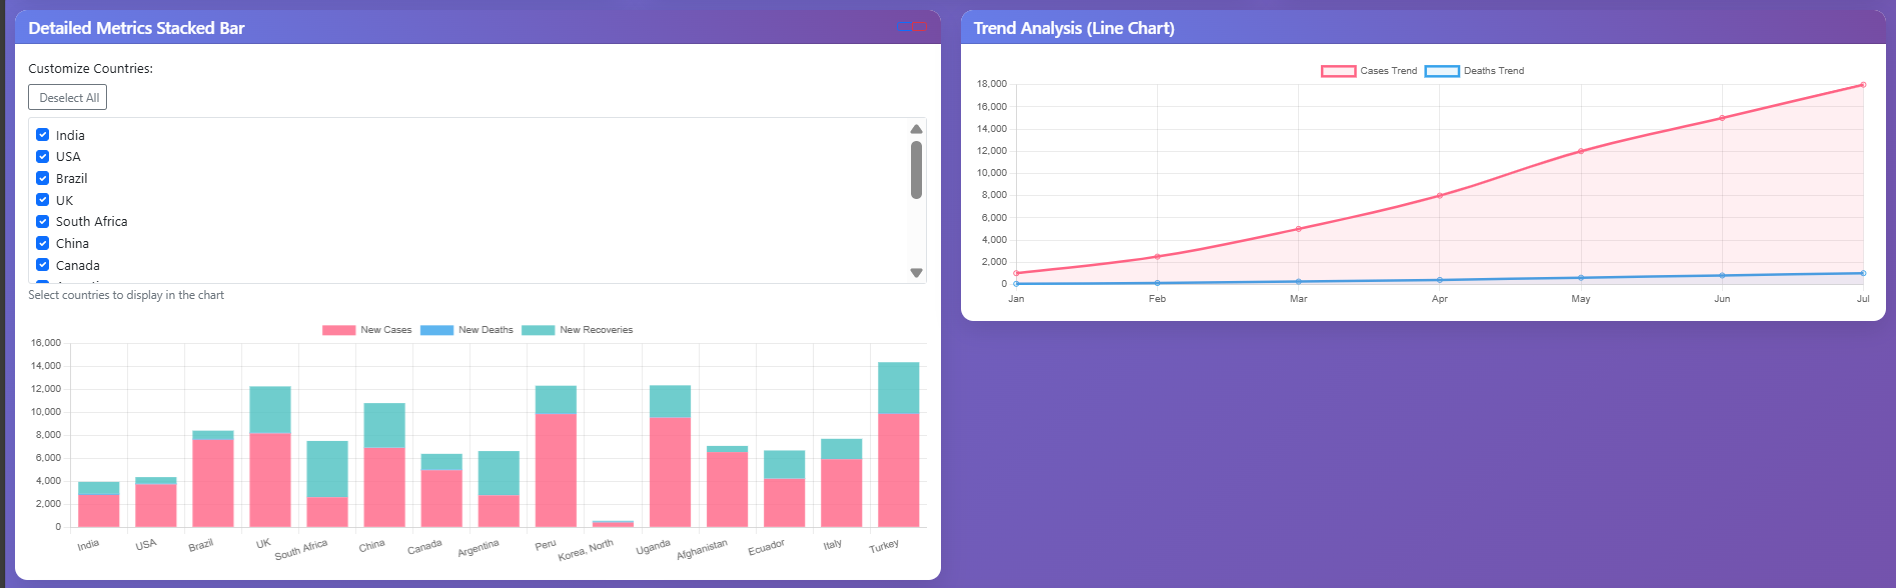 Detailed Metrics Stacked Bar
Customize Countries:
Deselect All
India
USA
Brazil
UK
South Africa
China
Canada
Select countries to display in the chart
New Cases New Deaths New Recoveries
16,000
14,000
12,000
10,000
8,000
6,000
4,000
2,000
0
India USA Brazil UK South Africa China Canada Argentina Peru Korea, North Uganda Afghanistan Ecuador Italy Turkey
Trend Analysis (Line Chart)
Cases Trend Deaths Trend
18,000
16,000
14,000
12,000
10,000
8,000
6,000
4,000
2,000
0
Jan Feb Mar Apr May Jun Jul